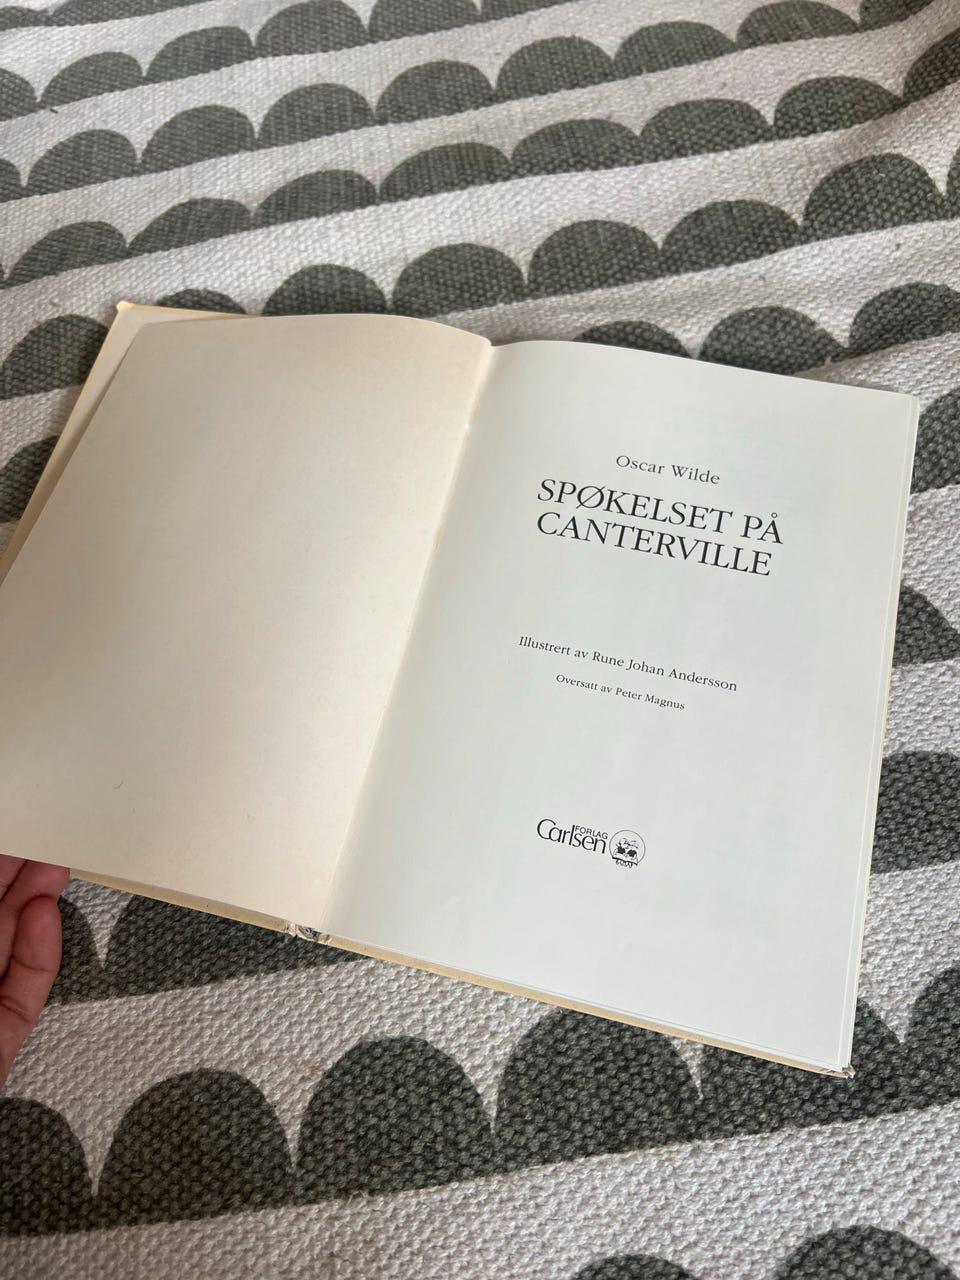 Oscar Wilde
SPØKELSET PÅ
CANTERVILLE
Illustrert av Rune Johan Andersson
Oversatt av Peter Magnus
FORLAG
Carlsen